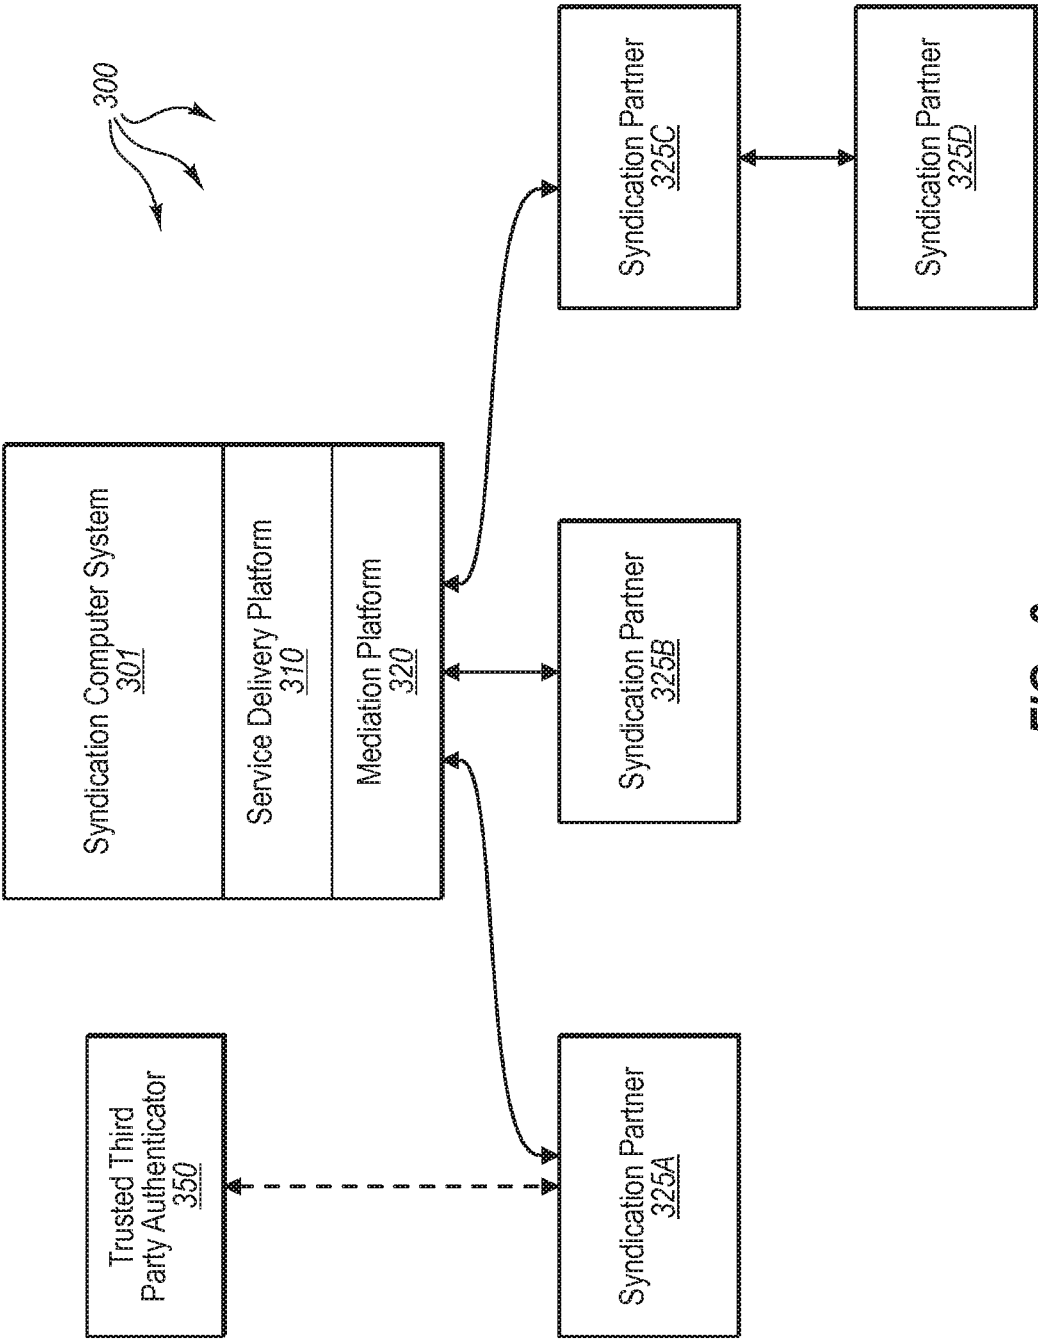 300
Syndication Computer System
301
Service Delivery Platform
310
Mediation Platform
320
Trusted Third
Party Authenticator
350
Syndication Partner
325A
Syndication Partner
325B
Syndication Partner
325C
Syndication Partner
325D